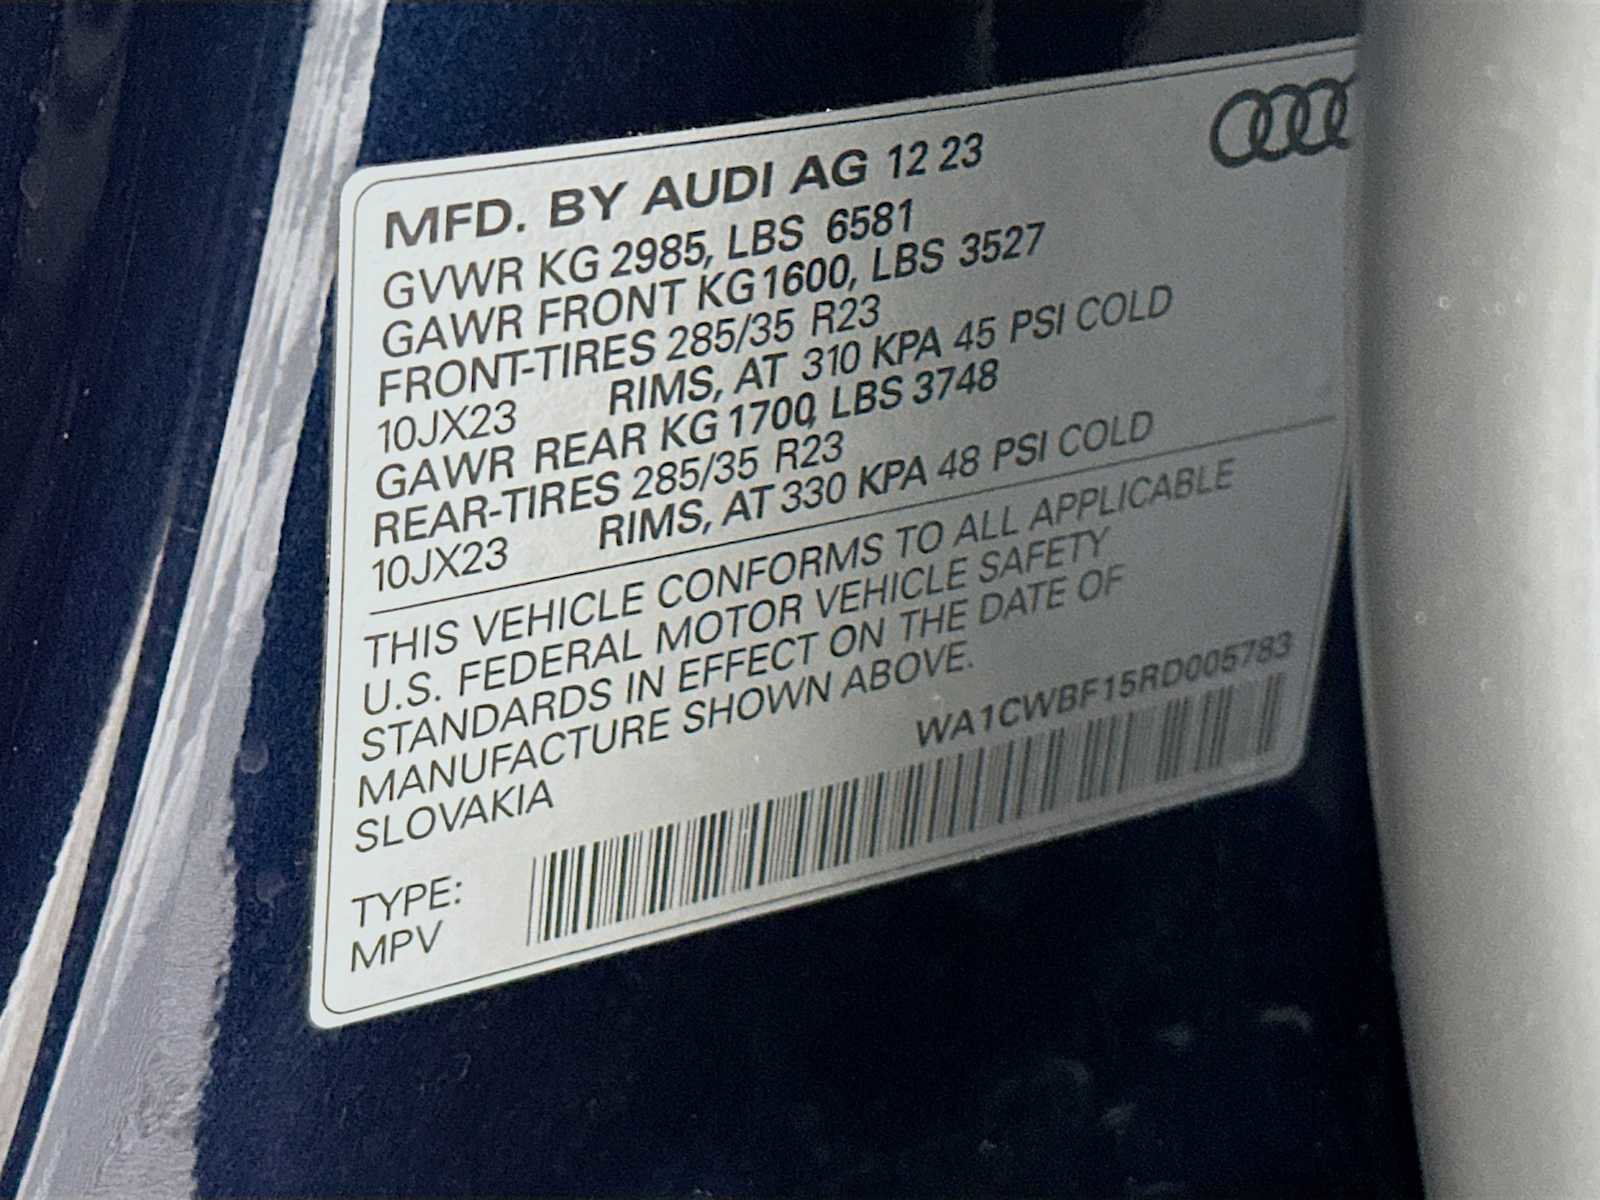 MFD. BY AUDI AG 12 23
GVWR KG 2985, LBS 6581
GAWR FRONT KG 1600, LBS 3527
FRONT-TIRES 285/35 R23
10JX23 RIMS, AT 310 KPA 45 PSI COLD
GAWR REAR KG 1700, LBS 3748
REAR-TIRES 285/35 R23
10JX23 RIMS, AT 330 KPA 48 PSI COLD
THIS VEHICLE CONFORMS TO ALL APPLICABLE
U.S. FEDERAL MOTOR VEHICLE SAFETY
STANDARDS IN EFFECT ON THE DATE OF
MANUFACTURE SHOWN ABOVE.
SLOVAKIA
WA1CWBF15RD005783
TYPE:
MPV